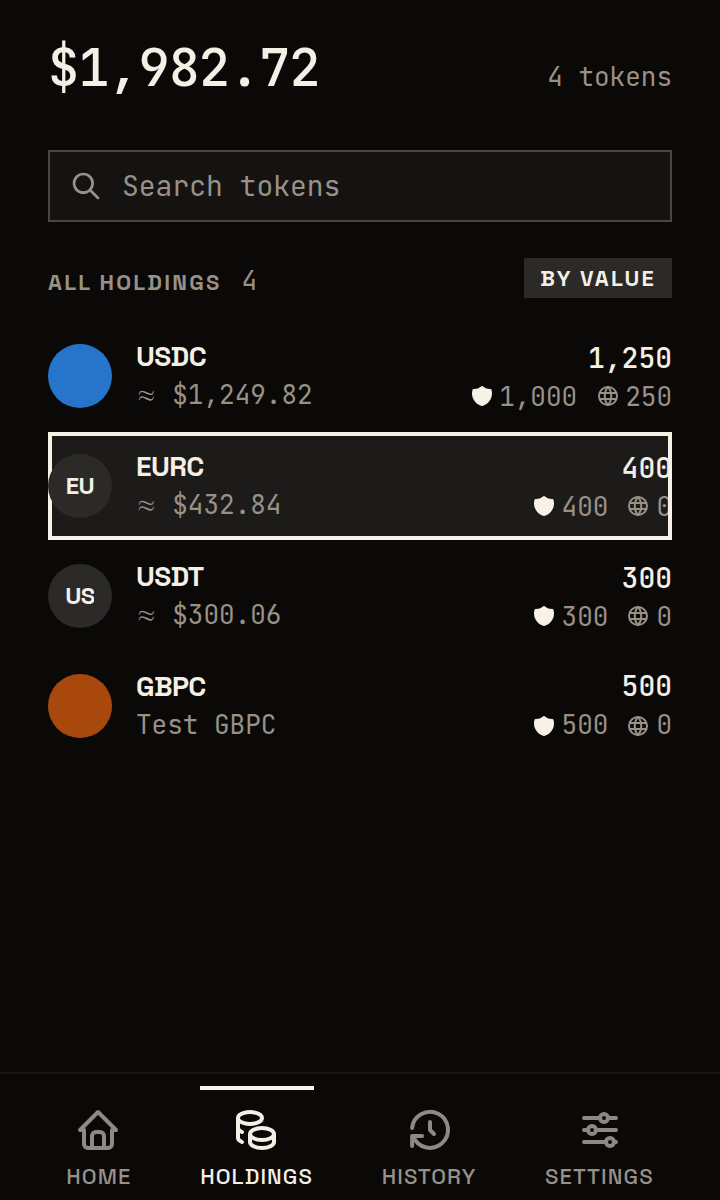 $1,982.72
4 tokens
Search tokens
ALL HOLDINGS 4
BY VALUE
USDC
1,250
≈ $1,249.82
1,000 250
EU
EURC
400
≈ $432.84
400 0
US
USDT
300
≈ $300.06
300 0
GBPC
500
Test GBPC
500 0
HOME
HOLDINGS
HISTORY
SETTINGS